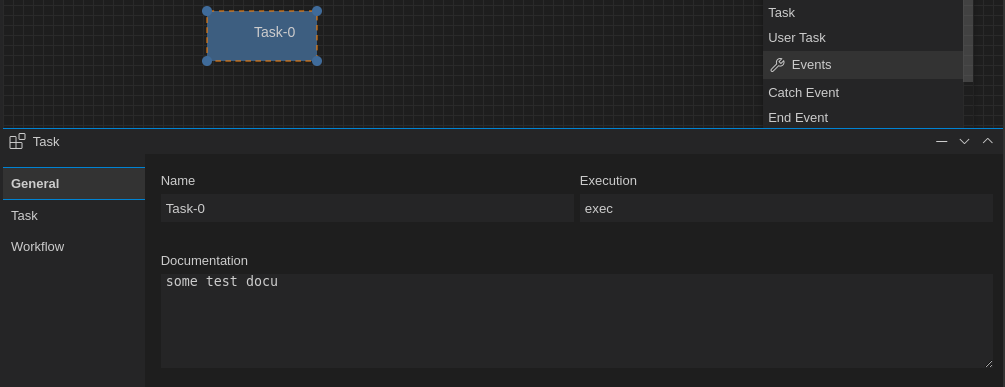 Task-0
Task
User Task
Events
Catch Event
End Event
Task
General
Task
Workflow
Name
Task-0
Execution
exec
Documentation
some test docu